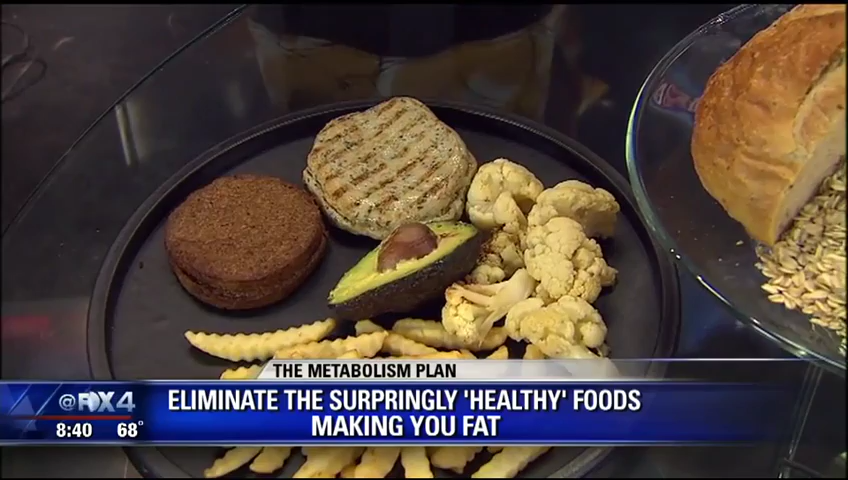 THE METABOLISM PLAN
ELIMINATE THE SURPRINGLY 'HEALTHY' FOODS
MAKING YOU FAT
@FOX4
8:40 68°